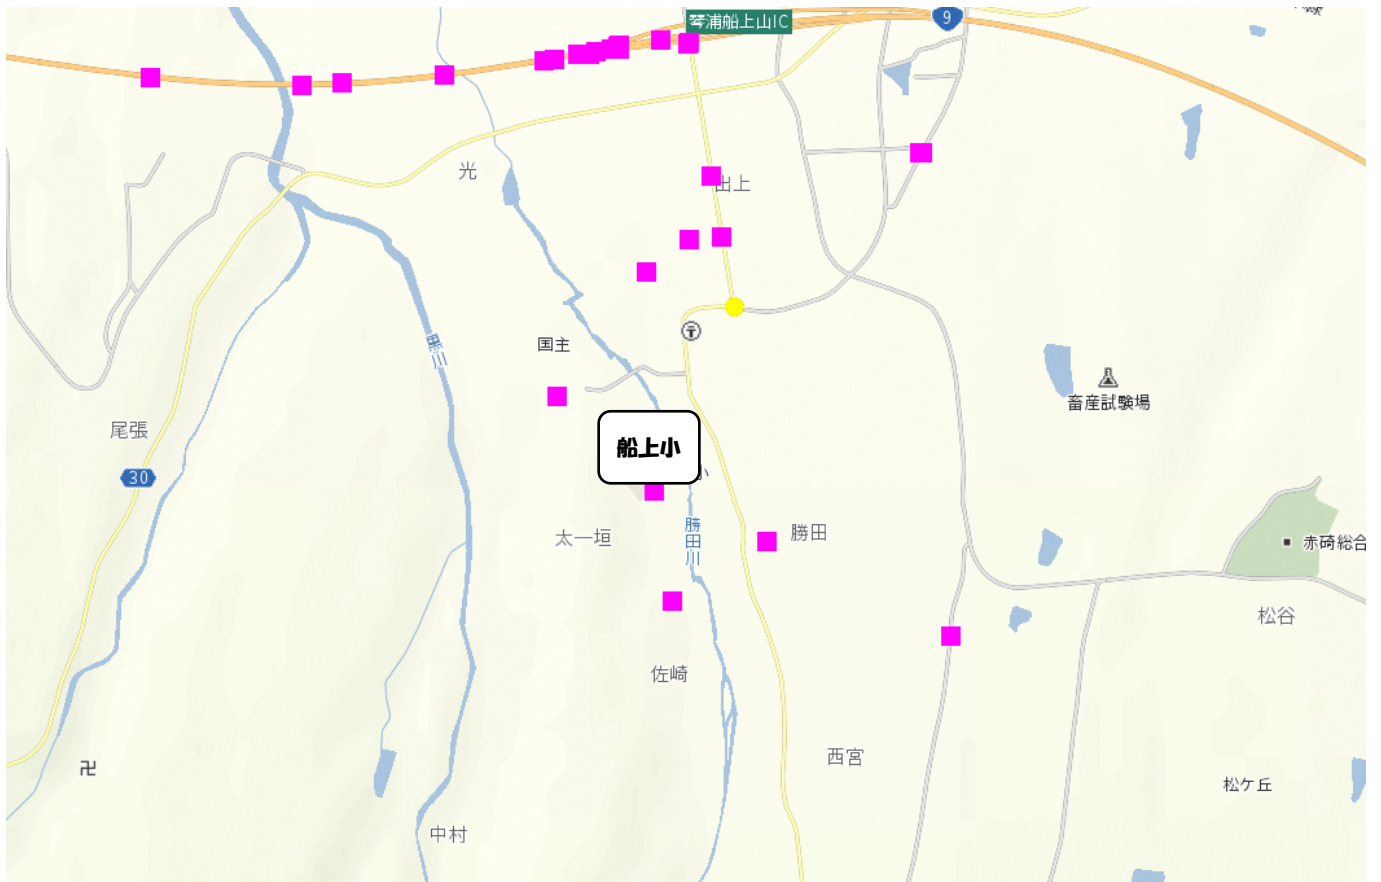 琴浦船上山IC
9
光
出上
国主
黒川
畜産試験場
尾張
船上小
小
30
太一垣
勝田川
勝田
赤碕総合
松谷
佐崎
西宮
松ケ丘
中村